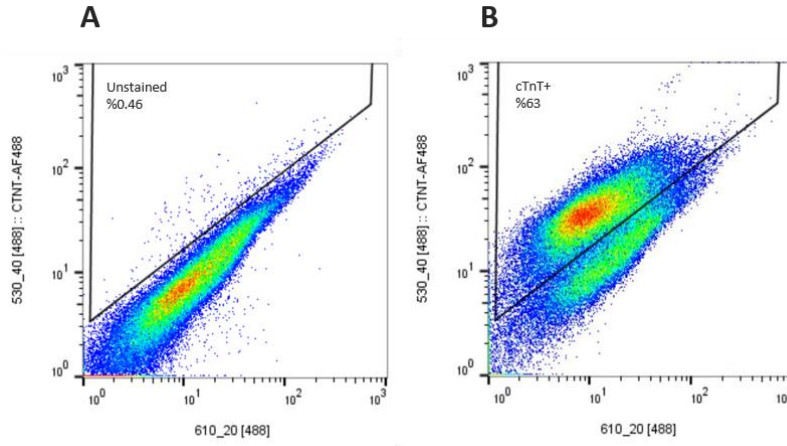 A
B
10³
Unstained
%0.46
10²
10¹
10⁰
530_40 [488] :: CTNT-AF488
10⁰ 10¹ 10² 10³
610_20 [488]
10³
cTnT+
%63
10²
10¹
10⁰
530_40 [488] :: CTNT-AF488
10⁰ 10¹ 10² 10
610_20 [488]